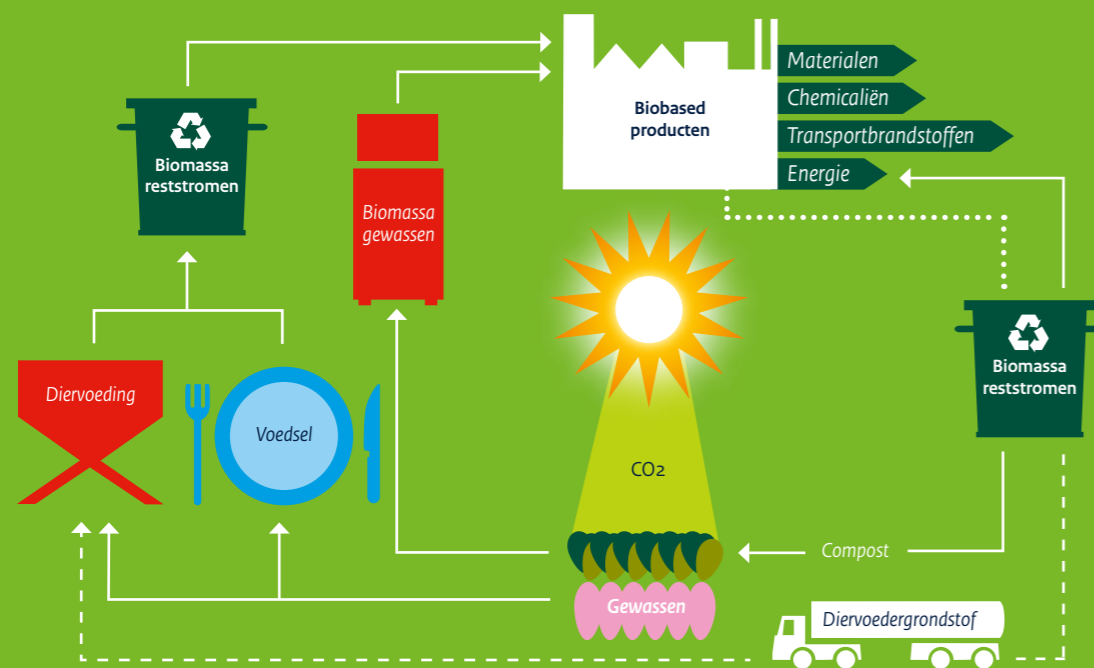 Materialen
Biobased
producten
Chemicaliën
Transportbrandstoffen
Biomassa
reststromen
Energie
Biomassa
gewassen
Biomassa
reststromen
Diervoeding
Voedsel
CO2
Compost
Gewassen
Diervoedergrondstof